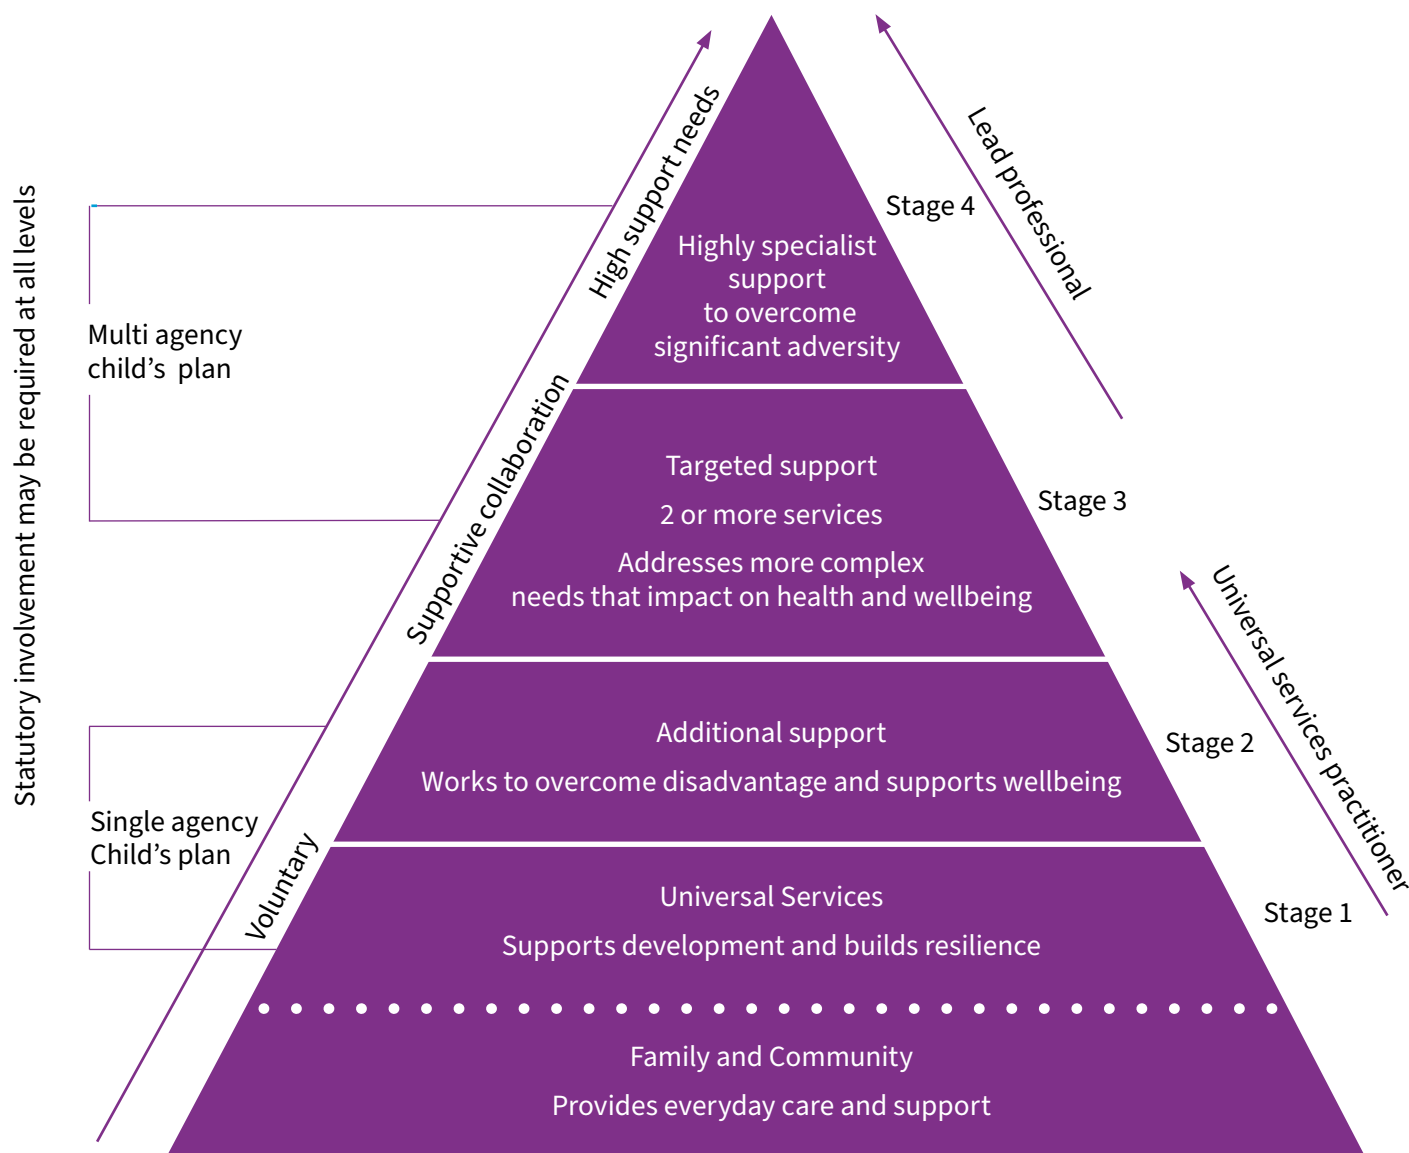 Statutory involvement may be required at all levels
Multi agency
child’s  plan
Single agency
Child’s plan
High support needs
Supportive collaboration
Voluntary
Highly specialist
support
to overcome
significant adversity
Targeted support
2 or more services
Addresses more complex
needs that impact on health and wellbeing
Additional support
Works to overcome disadvantage and supports wellbeing
Universal Services
Supports development and builds resilience
Family and Community
Provides everyday care and support
Stage 4
Stage 3
Stage 2
Stage 1
Lead professional
Universal services practitioner